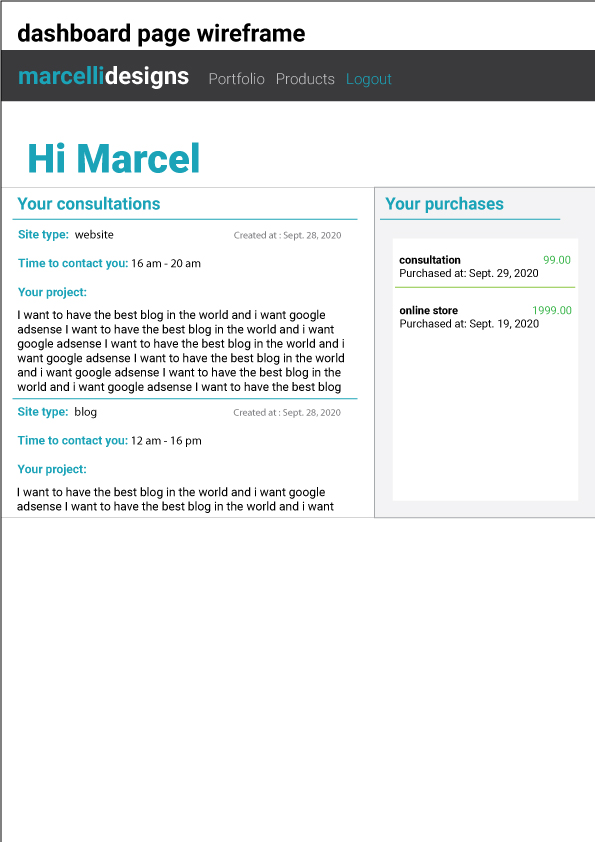 dashboard page wireframe
marcellidesigns Portfolio Products Logout
Hi Marcel
Your consultations
Site type: website Created at : Sept. 28, 2020
Time to contact you: 16 am - 20 am
Your project:
I want to have the best blog in the world and i want google
adsense I want to have the best blog in the world and i want
google adsense I want to have the best blog in the world and i
want google adsense I want to have the best blog in the world
and i want google adsense I want to have the best blog in the
world and i want google adsense I want to have the best blog
Site type: blog Created at : Sept. 28, 2020
Time to contact you: 12 am - 16 pm
Your project:
I want to have the best blog in the world and i want google
adsense I want to have the best blog in the world and i want
Your purchases
consultation 99.00
Purchased at: Sept. 29, 2020
online store 1999.00
Purchased at: Sept. 19, 2020